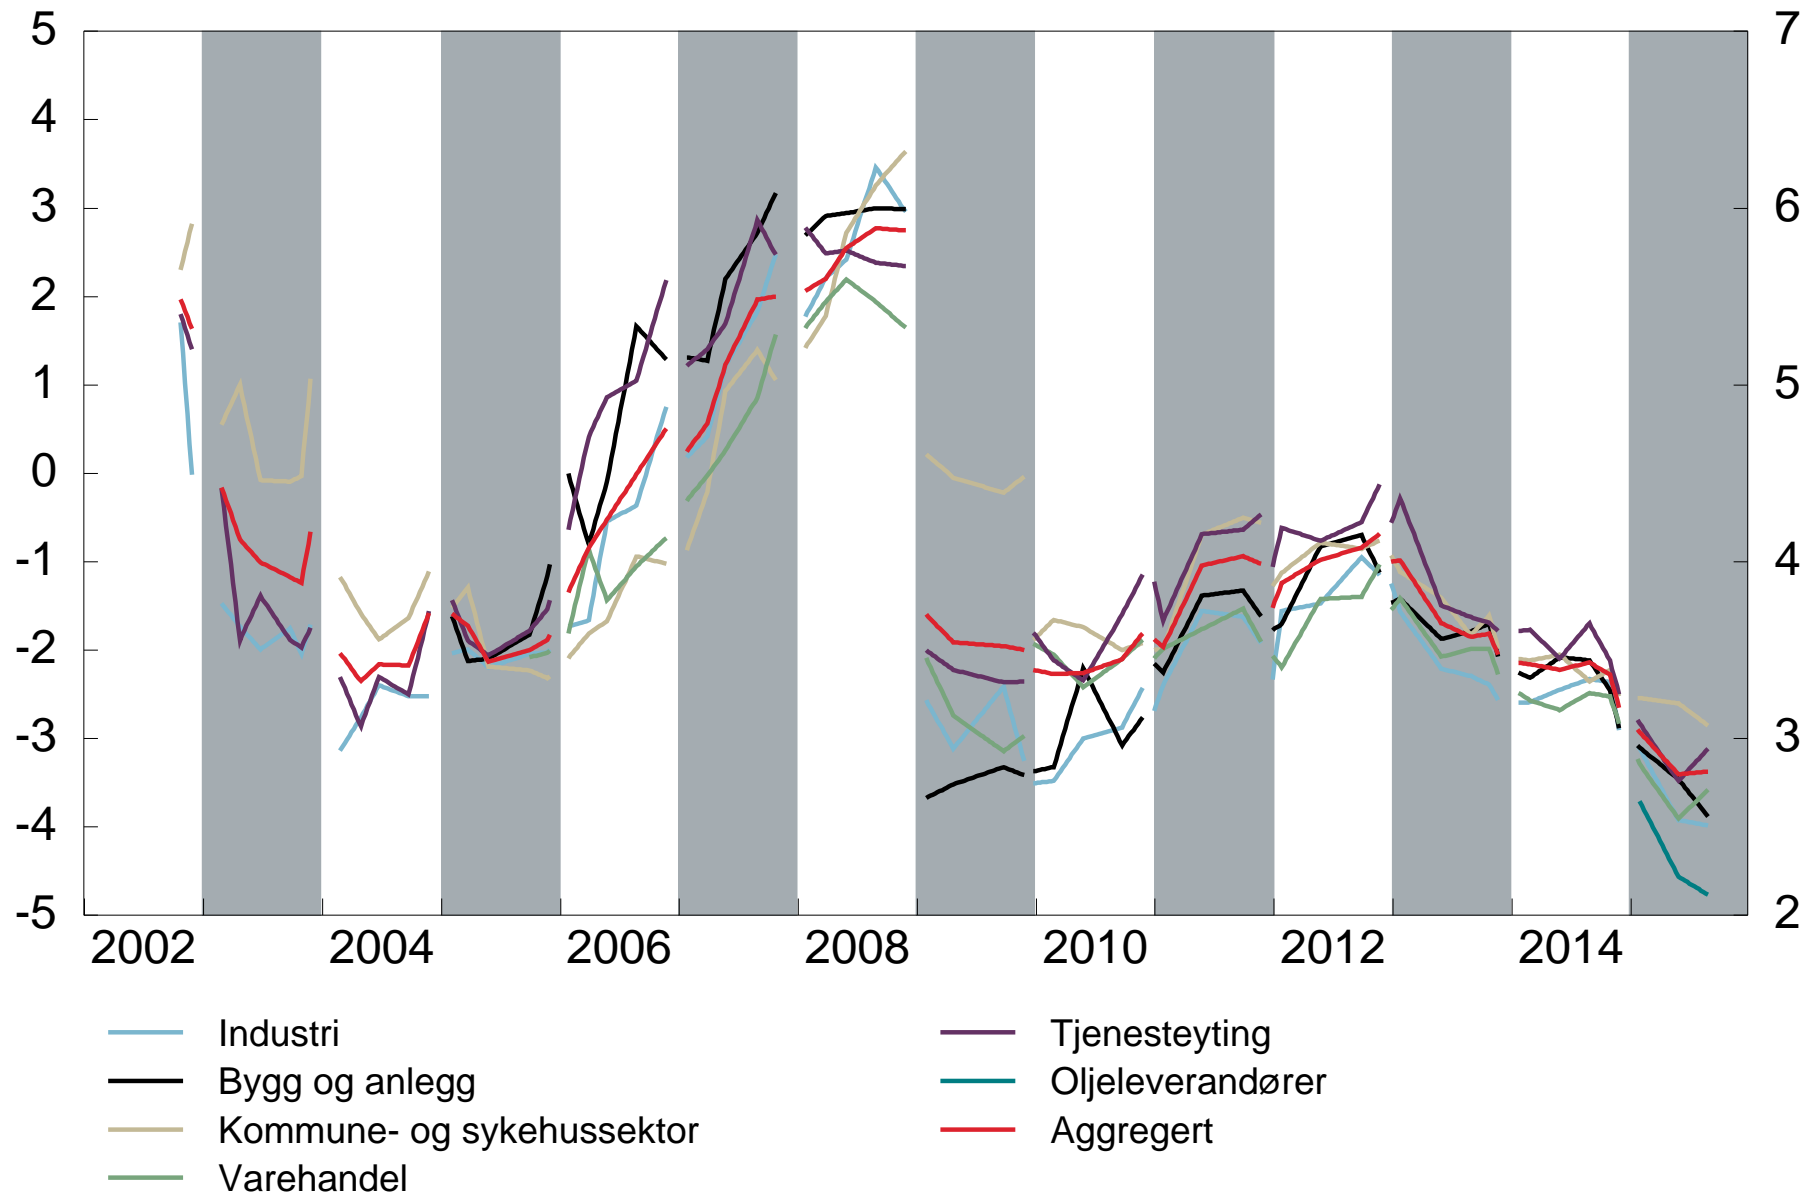 5 7
4
3 6
2
1 5
0
-1 4
-2
-3 3
-4
-5 2
2002 2004 2006 2008 2010 2012 2014
Industri
Bygg og anlegg
Kommune- og sykehussektor
Varehandel
Tjenesteyting
Oljeleverandører
Aggregert